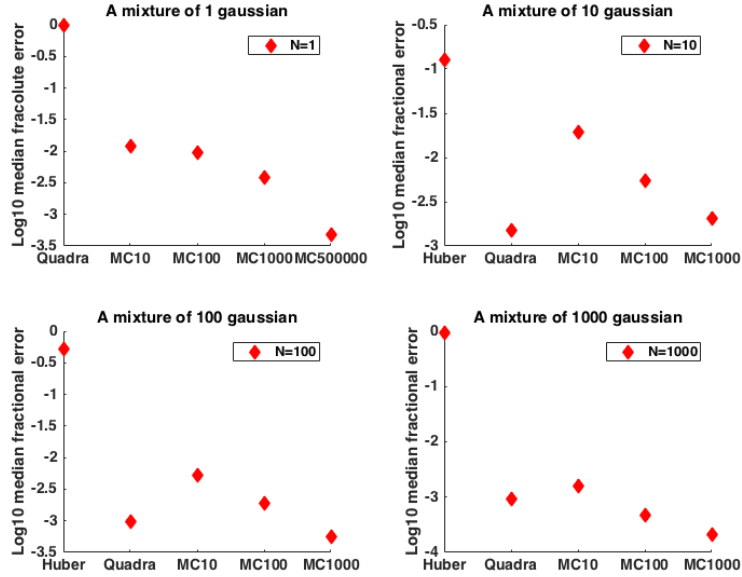 A mixture of 1 gaussian
Log10 median fracolute error
0
-0.5
-1
-1.5
-2
-2.5
-3
-3.5
N=1
Quadra MC10 MC100 MC1000 MC500000
A mixture of 10 gaussian
Log10 median fractional error
-0.5
-1
-1.5
-2
-2.5
-3
N=10
Huber Quadra MC10 MC100 MC1000
A mixture of 100 gaussian
Log10 median fractional error
0
-0.5
-1
-1.5
-2
-2.5
-3
-3.5
N=100
Huber Quadra MC10 MC100 MC1000
A mixture of 1000 gaussian
Log10 median fractional error
0
-1
-2
-3
-4
N=1000
Huber Quadra MC10 MC100 MC1000